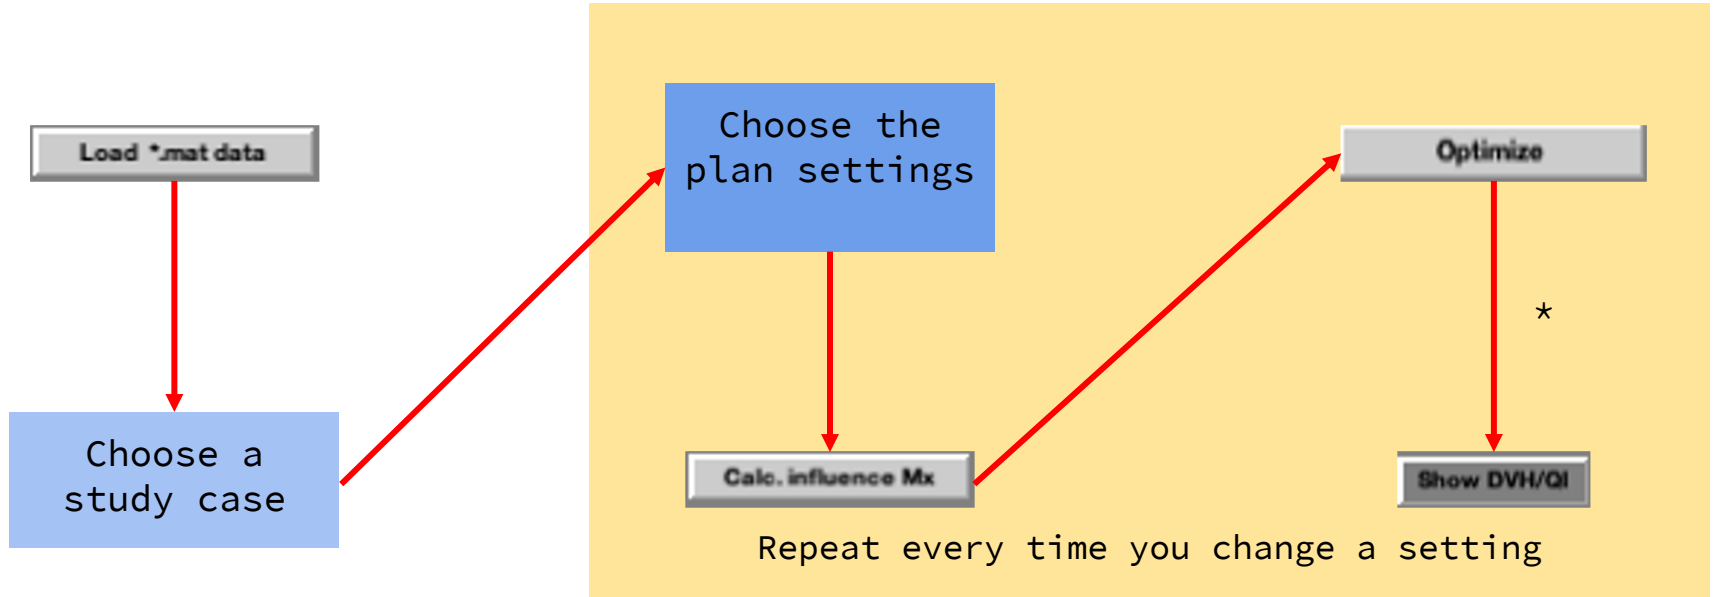 Load *.mat data
Choose a
study case
Choose the
plan settings
Calc. influence Mx
Optimize
*
Show DVH/QI
Repeat every time you change a setting